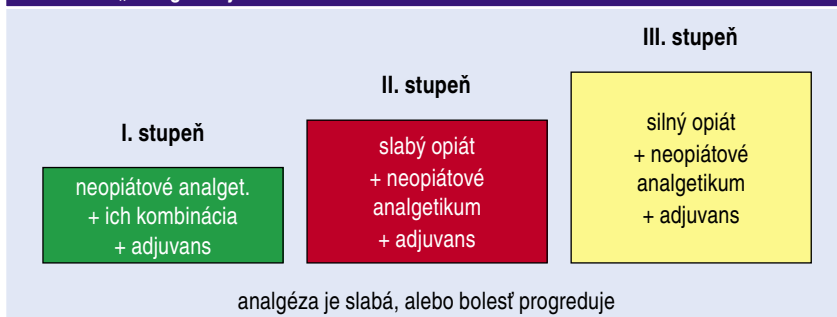 III. stupeň
II. stupeň
I. stupeň
neopiátové analget.
+ ich kombinácia
+ adjuvans
slabý opiát
+ neopiátové
analgetikum
+ adjuvans
silný opiát
+ neopiátové
analgetikum
+ adjuvans
analgéza je slabá, alebo bolesť progreduje